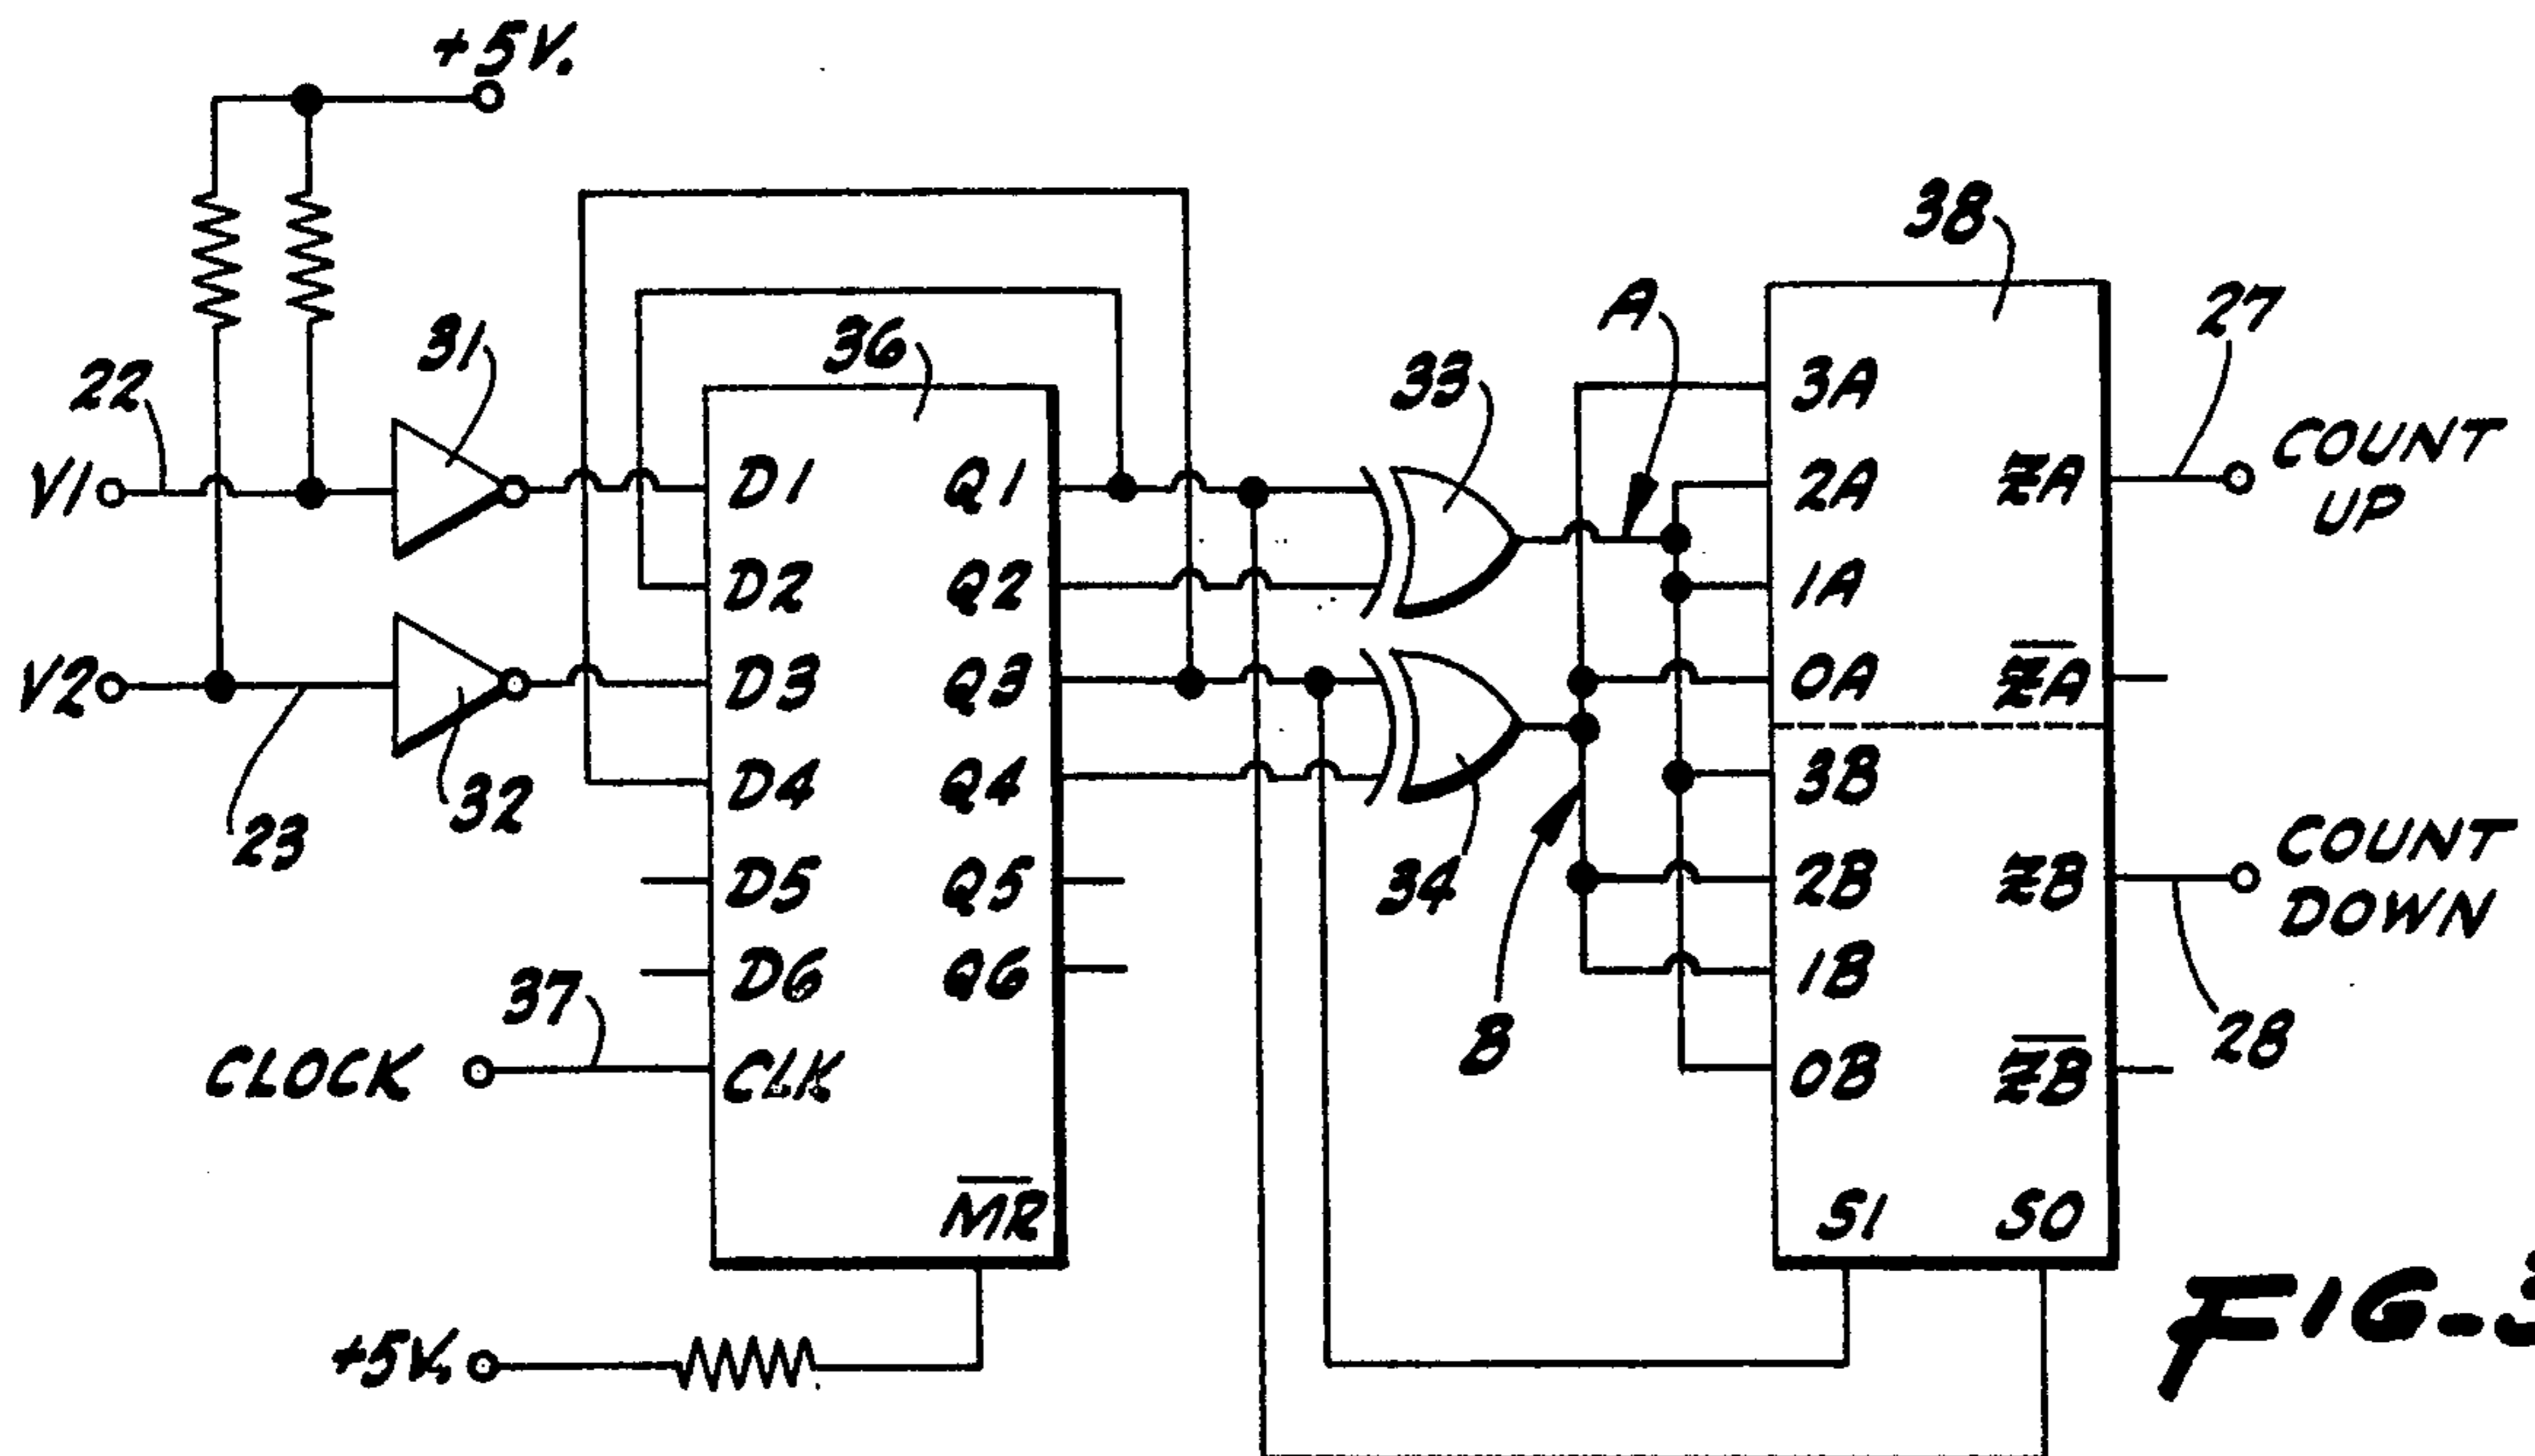 +5V.
22
V1
31
V2
23
32
36
D1
D2
D3
D4
D5
D6
CLK
Q1
Q2
Q3
Q4
Q5
Q6
M̅R̅
37
CLOCK
+5V.
33
34
A
B
38
3A
2A
1A
0A
3B
2B
1B
0B
ZA
Z̅A̅
ZB
Z̅B̅
S1
S0
27
COUNT
UP
COUNT
DOWN
28
FIG-3